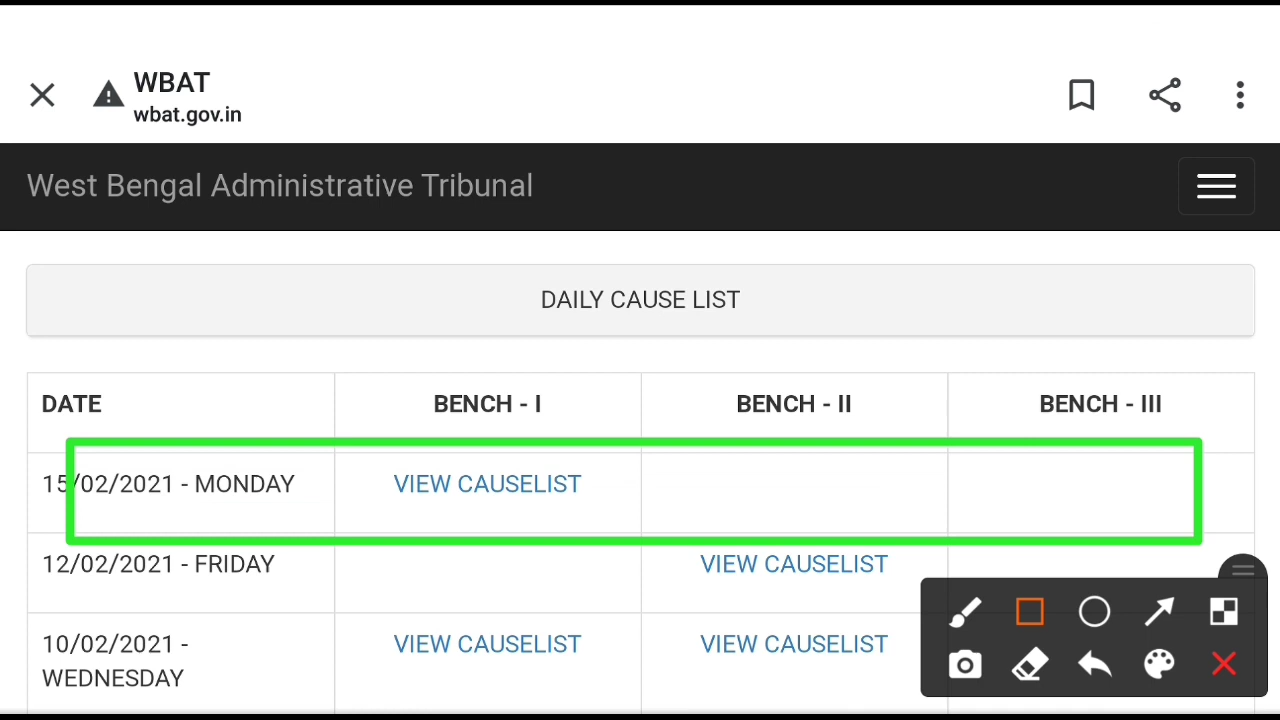 WBAT
wbat.gov.in
West Bengal Administrative Tribunal
DAILY CAUSE LIST
DATE BENCH - I BENCH - II BENCH - III
15/02/2021 - MONDAY VIEW CAUSELIST
12/02/2021 - FRIDAY VIEW CAUSELIST
10/02/2021 - VIEW CAUSELIST VIEW CAUSELIST
WEDNESDAY